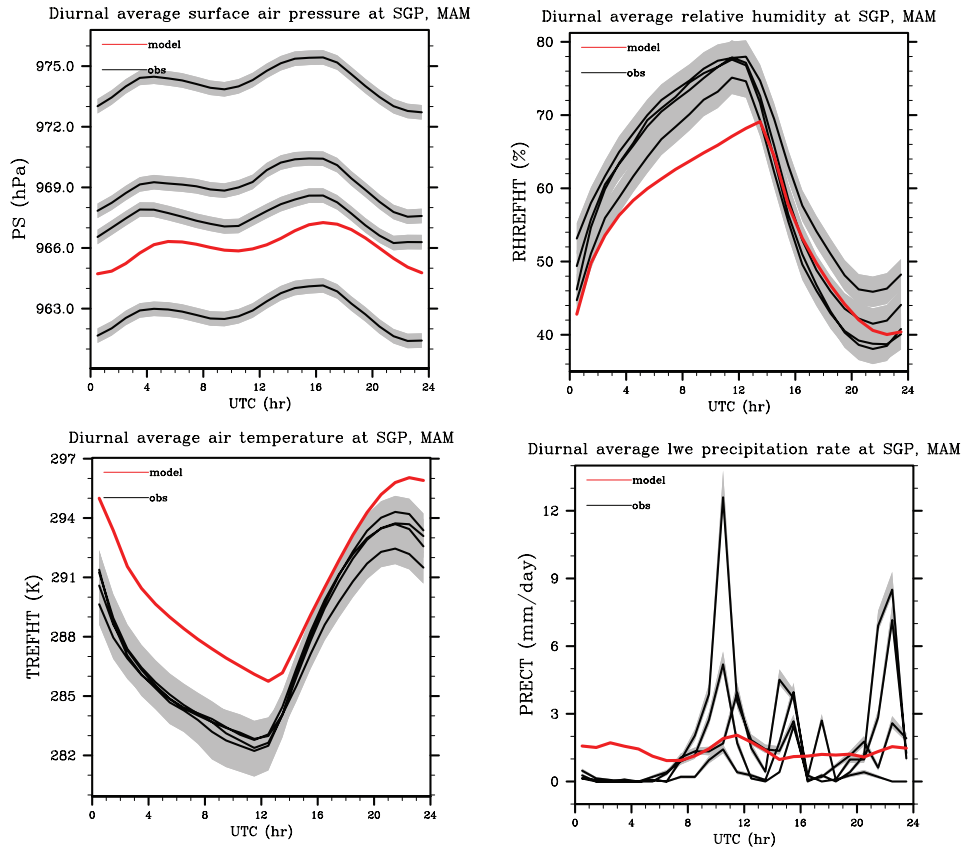 Diurnal average surface air pressure at SGP, MAM
model
obs
975.0
972.0
969.0
966.0
963.0
PS (hPa)
0 4 8 12 16 20 24
UTC (hr)
Diurnal average relative humidity at SGP, MAM
model
obs
80
70
60
50
40
RHREFHT (%)
0 4 8 12 16 20 24
UTC (hr)
Diurnal average air temperature at SGP, MAM
model
obs
297
294
291
288
285
282
TREFHT (K)
0 4 8 12 16 20 24
UTC (hr)
Diurnal average lwe precipitation rate at SGP, MAM
model
obs
12
9
6
3
0
PRECT (mm/day)
0 4 8 12 16 20 24
UTC (hr)